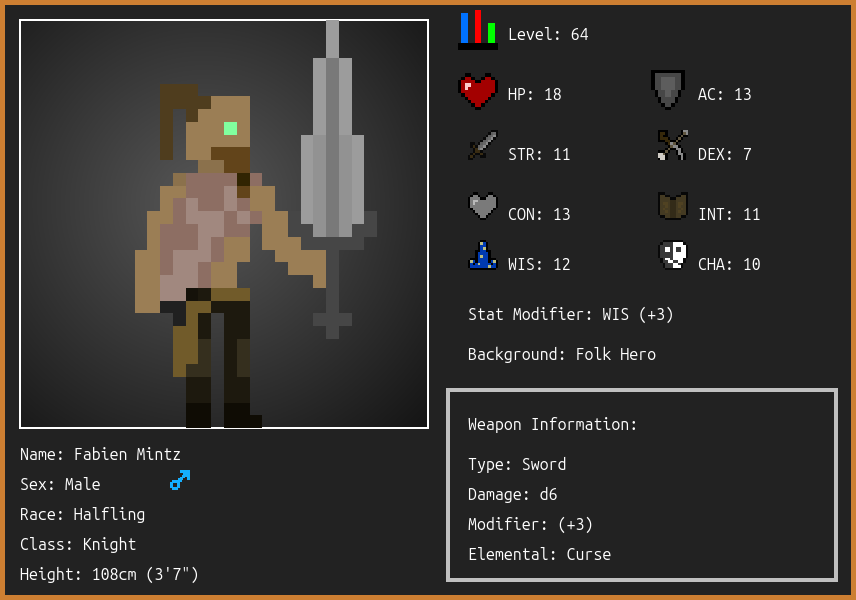 Level: 64
HP: 18
AC: 13
STR: 11
DEX: 7
CON: 13
INT: 11
WIS: 12
CHA: 10
Stat Modifier: WIS (+3)
Background: Folk Hero
Weapon Information:
Type: Sword
Damage: d6
Modifier: (+3)
Elemental: Curse
Name: Fabien Mintz
Sex: Male
Race: Halfling
Class: Knight
Height: 108cm (3'7")